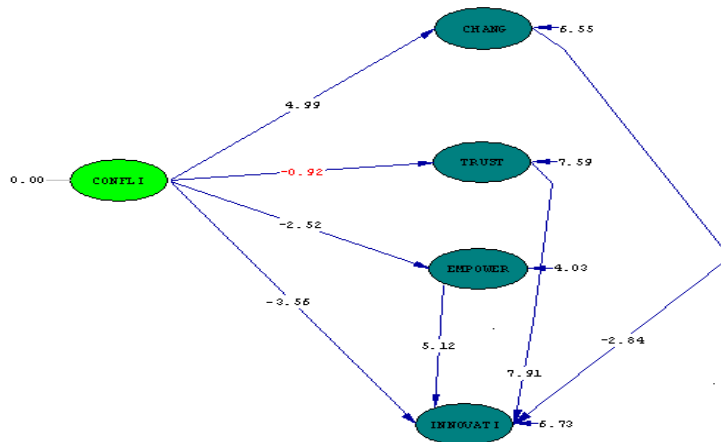 CHANG
6.55
4.99
0.00
CONFLI
-0.92
TRUST
7.59
-2.52
EMPOWER
4.03
-3.56
5.12
-2.84
7.91
INNOVATI
6.73